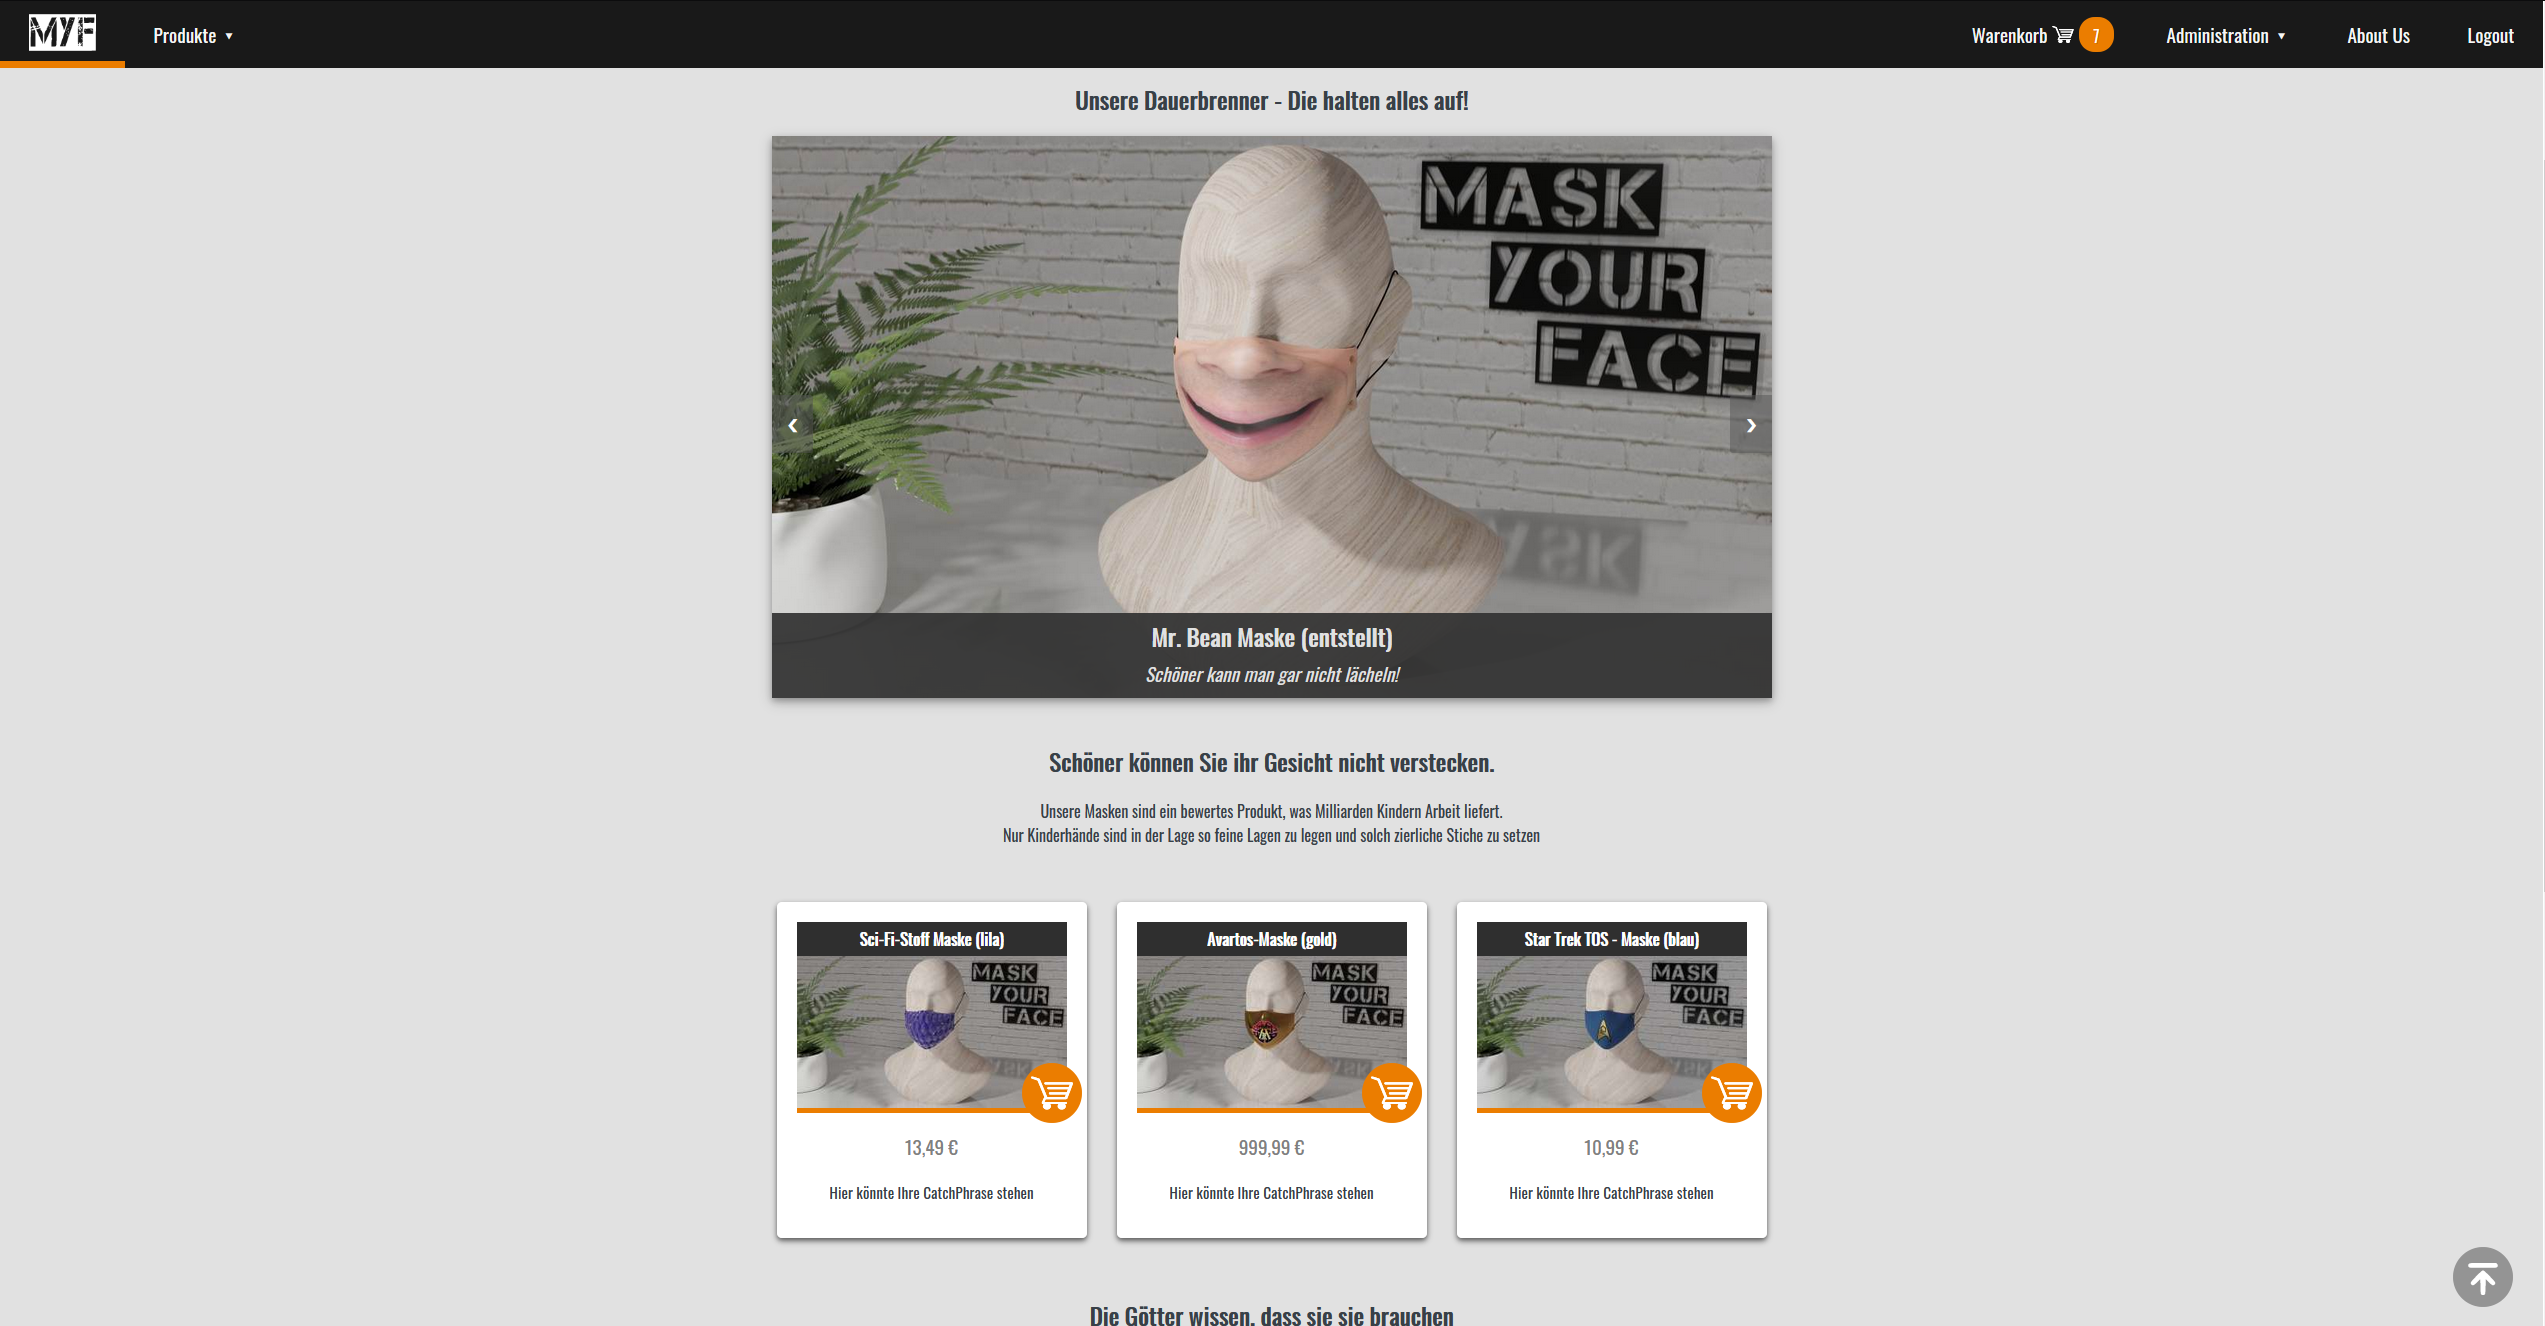 MYF
Produkte ▼
Warenkorb 7
Administration ▼
About Us
Logout
Unsere Dauerbrenner - Die halten alles auf!
MASK
YOUR
FACE
‹
›
Mr. Bean Maske (entstellt)
Schöner kann man gar nicht lächeln!
Schöner können Sie ihr Gesicht nicht verstecken.
Unsere Masken sind ein bewertes Produkt, was Milliarden Kindern Arbeit liefert.
Nur Kinderhände sind in der Lage so feine Lagen zu legen und solch zierliche Stiche zu setzen
Sci-Fi-Stoff Maske (lila)
MASK
YOUR
FACE
13,49 €
Hier könnte Ihre CatchPhrase stehen
Avartos-Maske (gold)
MASK
YOUR
FACE
999,99 €
Hier könnte Ihre CatchPhrase stehen
Star Trek TOS - Maske (blau)
MASK
YOUR
FACE
10,99 €
Hier könnte Ihre CatchPhrase stehen
Die Götter wissen, dass sie sie brauchen